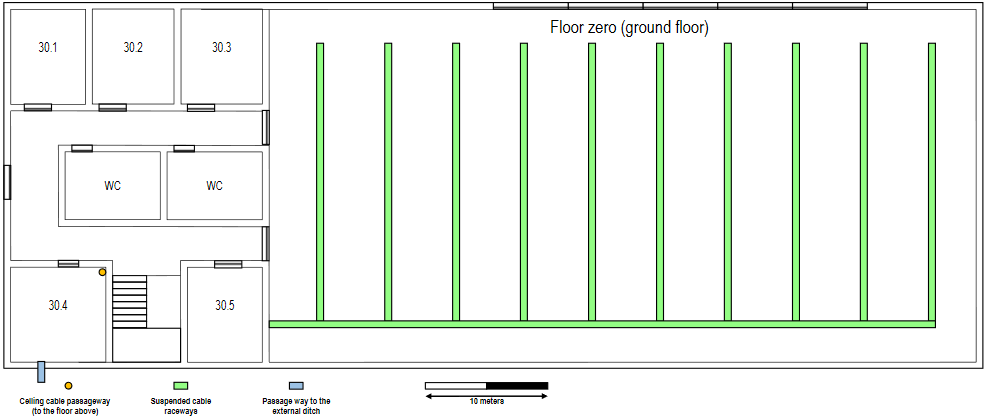 Floor zero (ground floor)
30.1
30.2
30.3
WC
WC
30.4
30.5
Ceiling cable passageway
(to the floor above)
Suspended cable
raceways
Passage way to the
external ditch
10 meters